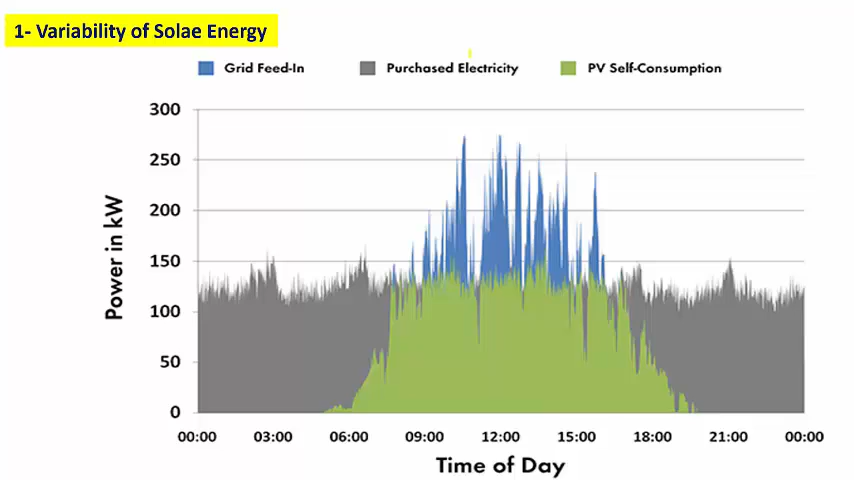 1- Variability of Solae Energy
Grid Feed-In Purchased Electricity PV Self-Consumption
300
250
200
150
100
50
0
Power in kW
00:00 03:00 06:00 09:00 12:00 15:00 18:00 21:00 00:00
Time of Day